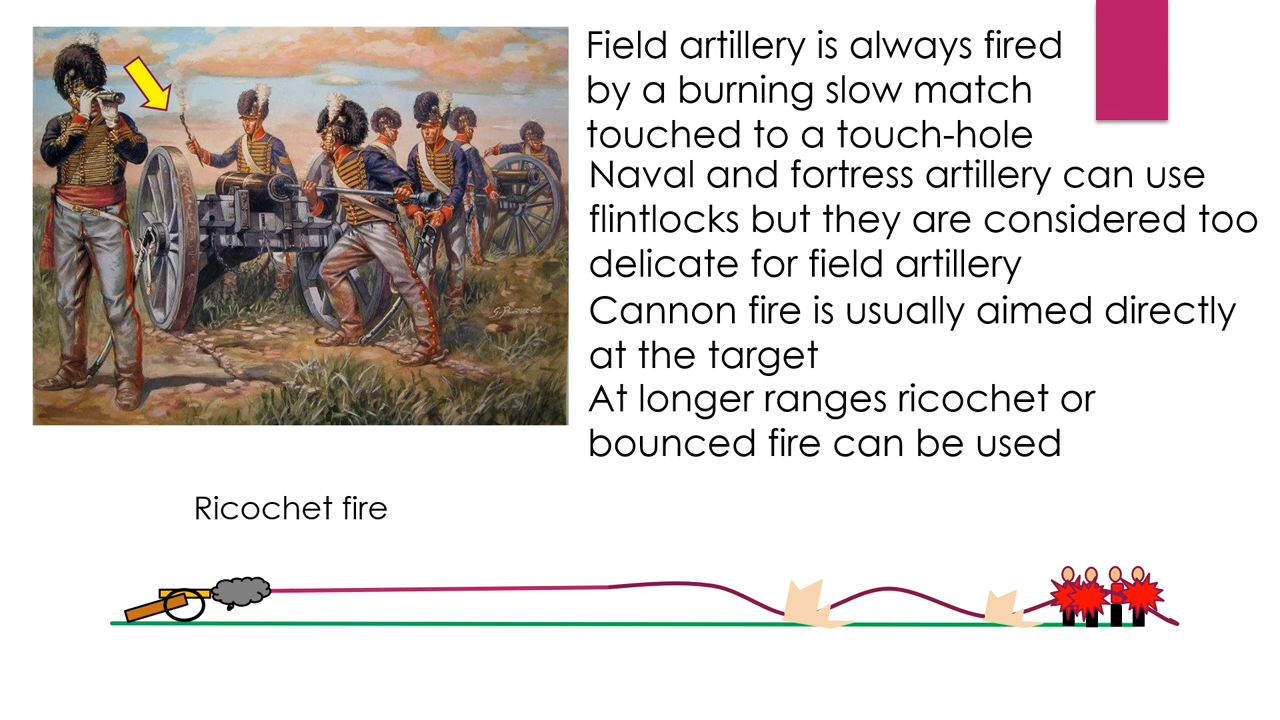 Field artillery is always fired
by a burning slow match
touched to a touch-hole
Naval and fortress artillery can use
flintlocks but they are considered too
delicate for field artillery
Cannon fire is usually aimed directly
at the target
At longer ranges ricochet or
bounced fire can be used
Ricochet fire